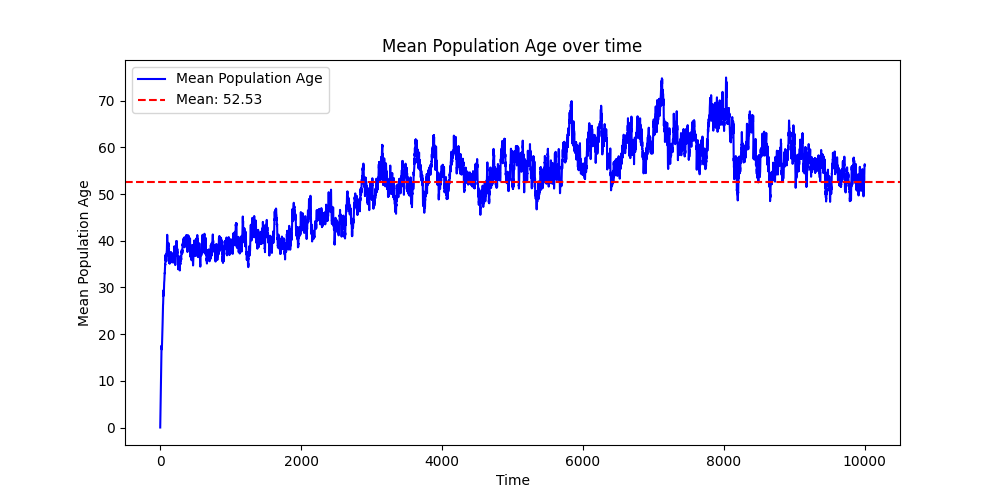 Mean Population Age over time
Mean Population Age
Mean: 52.53
Mean Population Age
70
60
50
40
30
20
10
0
0 2000 4000 6000 8000 10000
Time